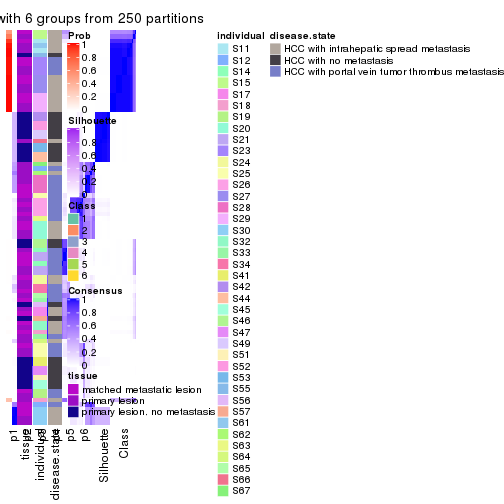 with 6 groups from 250 partitions
Prob
1
0.8
0.6
0.4
0.2
0
Silhouette
1
0.8
0.6
0.4
0.2
0
Class
1
2
3
4
5
6
Consensus
1
0.8
0.6
0.4
0.2
0
tissue
matched metastatic lesion
primary lesion
primary lesion. no metastasis
individual
S11
S12
S14
S15
S17
S18
S19
S20
S21
S23
S24
S25
S26
S27
S28
S29
S30
S32
S33
S34
S41
S42
S44
S45
S46
S47
S49
S51
S52
S53
S55
S56
S57
S61
S62
S63
S64
S65
S66
S67
disease.state
HCC with intrahepatic spread metastasis
HCC with no metastasis
HCC with portal vein tumor thrombus metastasis
p1
tissue
individual
disease.state
p5
p6
Silhouette
Class